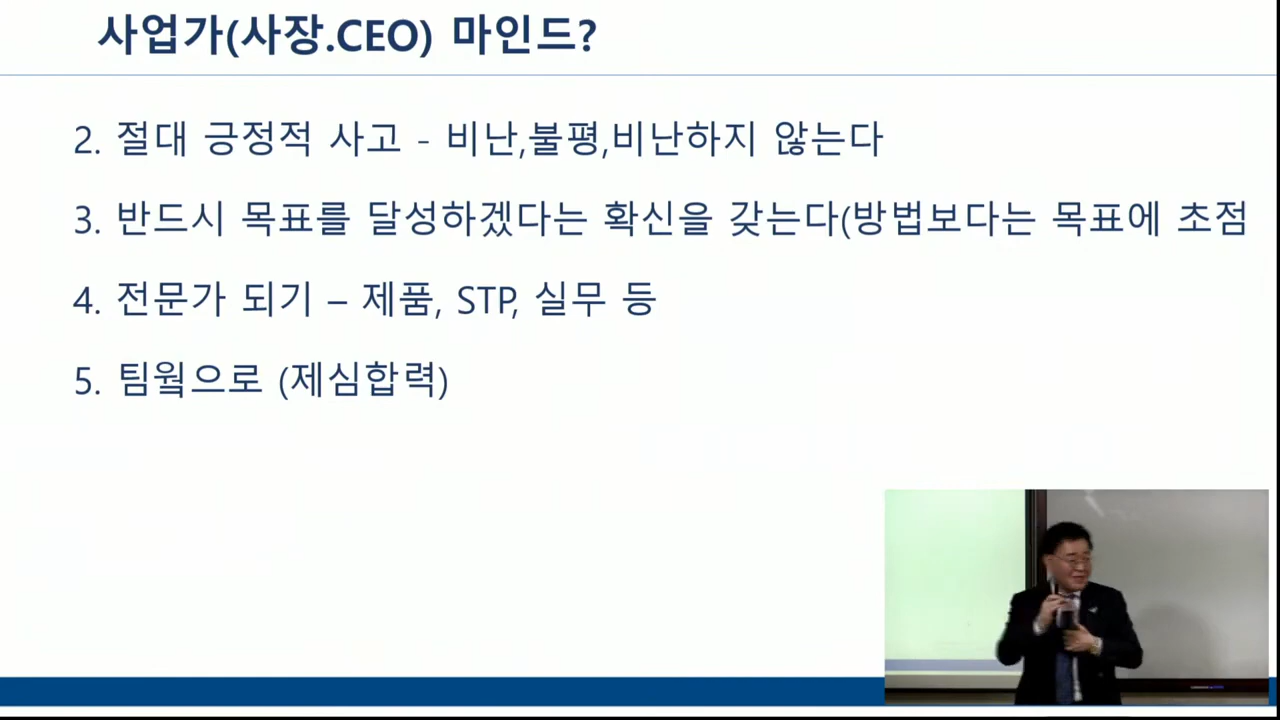 사업가(사장.CEO) 마인드?
2. 절대 긍정적 사고 - 비난,불평,비난하지 않는다
3. 반드시 목표를 달성하겠다는 확신을 갖는다(방법보다는 목표에 초점
4. 전문가 되기 – 제품, STP, 실무 등
5. 팀웤으로 (제심합력)